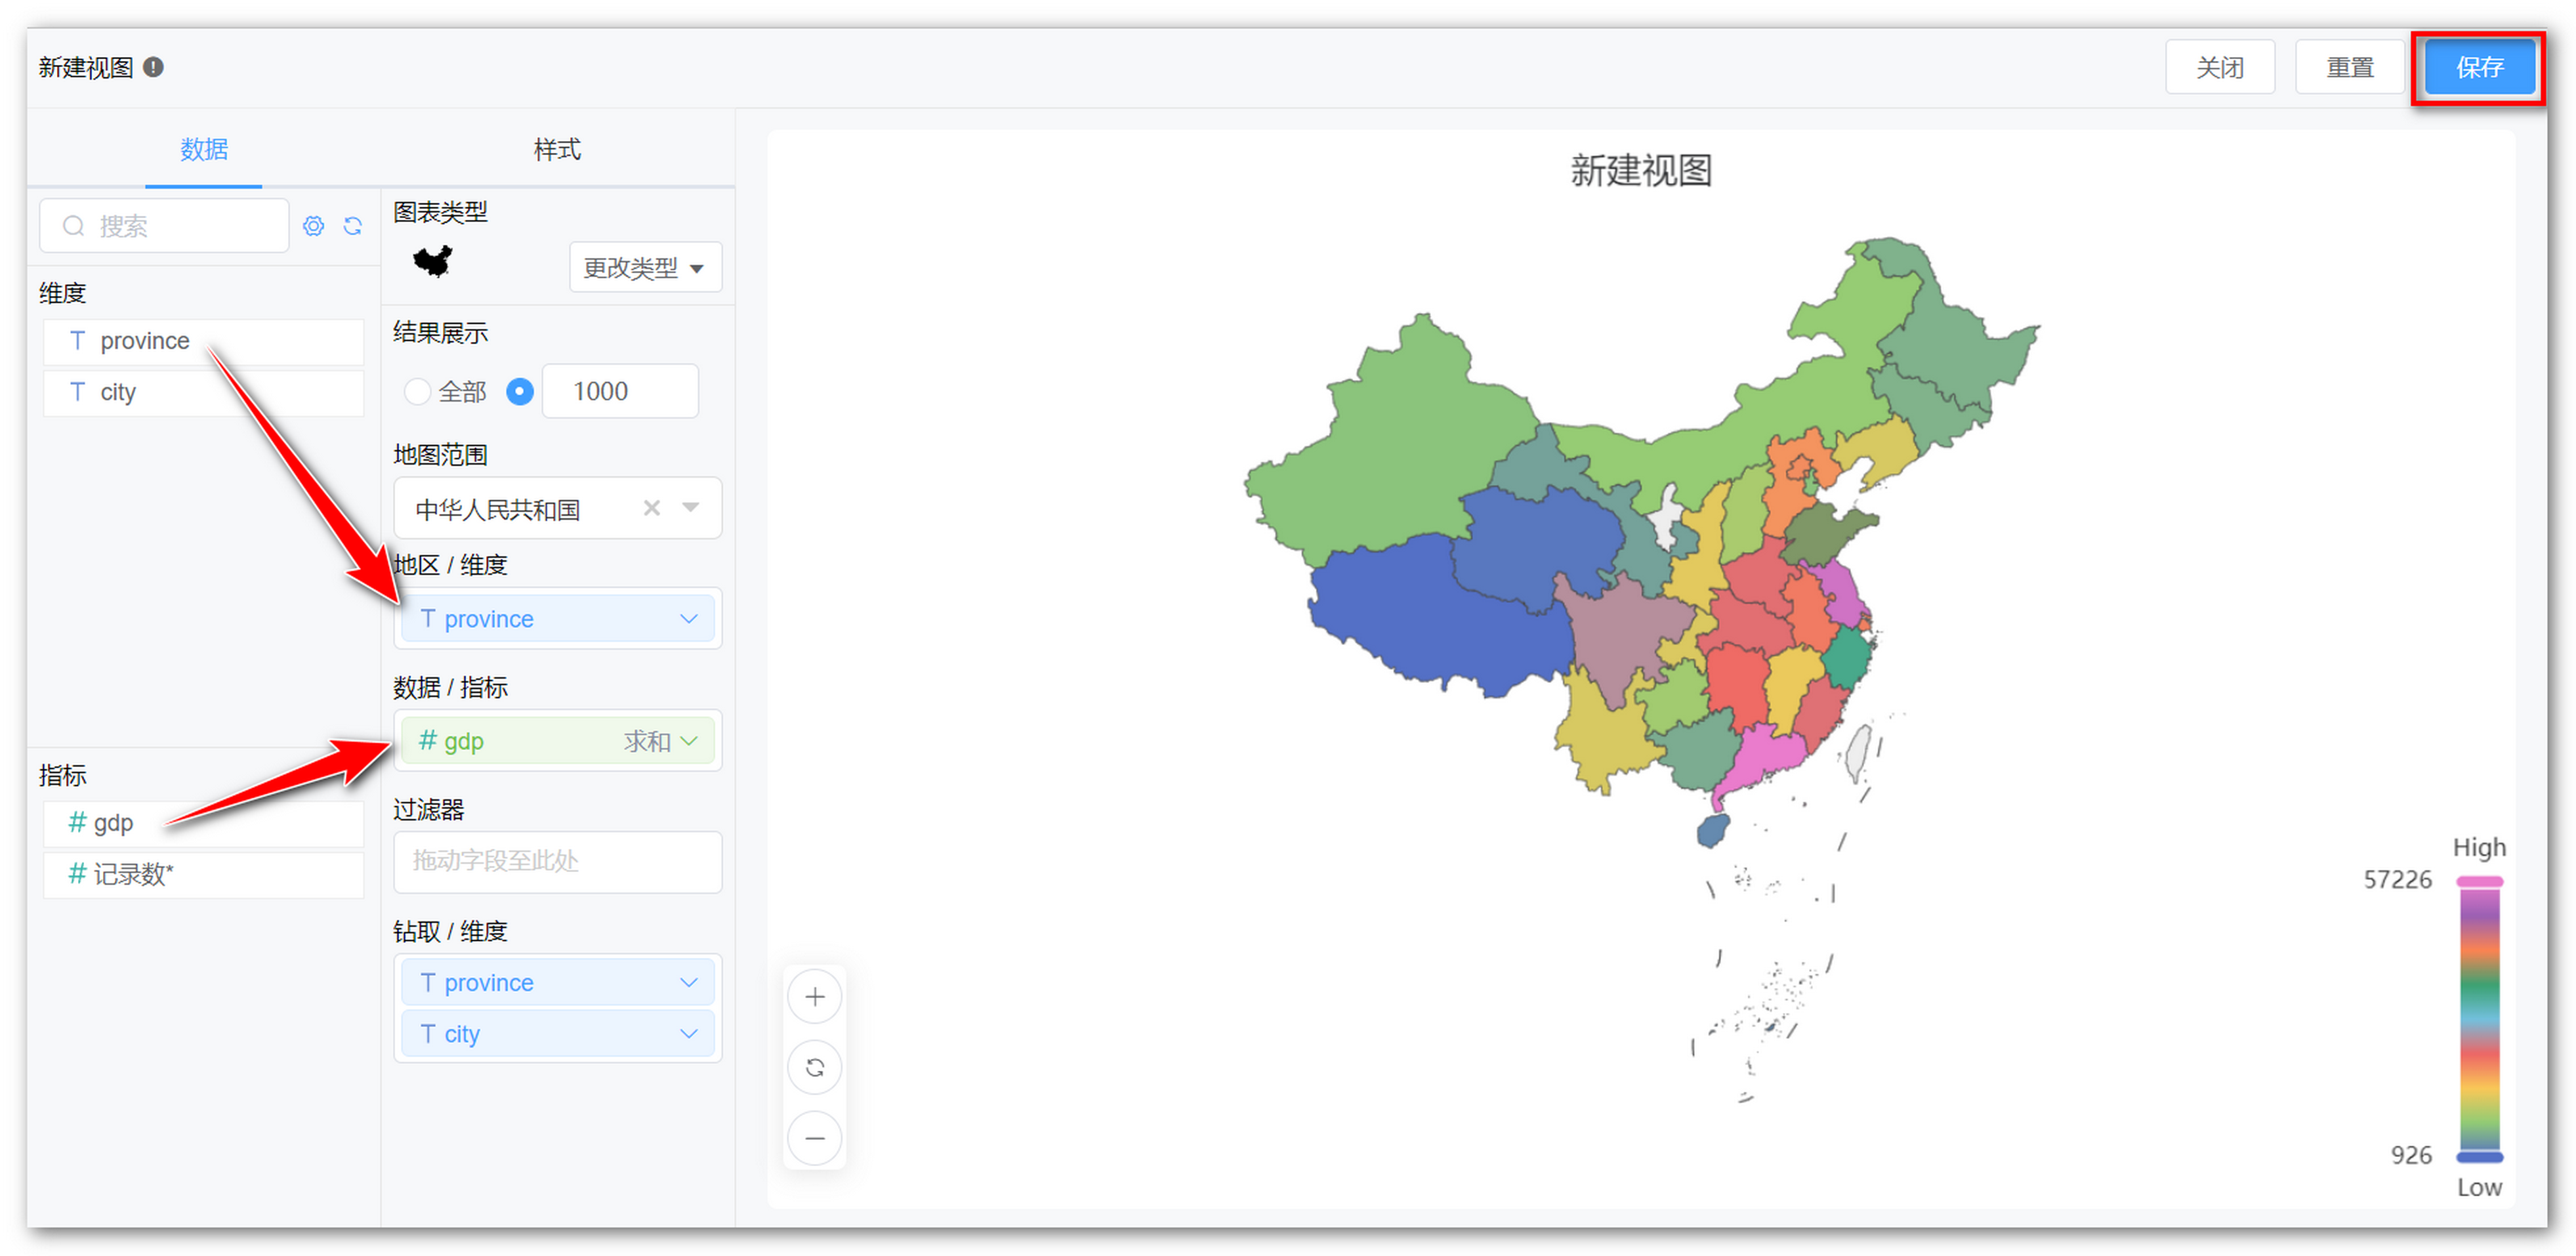 新建视图
关闭
重置
保存
数据
样式
搜索
维度
T province
T city
指标
# gdp
# 记录数*
图表类型
更改类型
结果展示
全部
1000
地图范围
中华人民共和国
地区 / 维度
T province
数据 / 指标
# gdp 求和
过滤器
拖动字段至此处
钻取 / 维度
T province
T city
新建视图
High
57226
926
Low